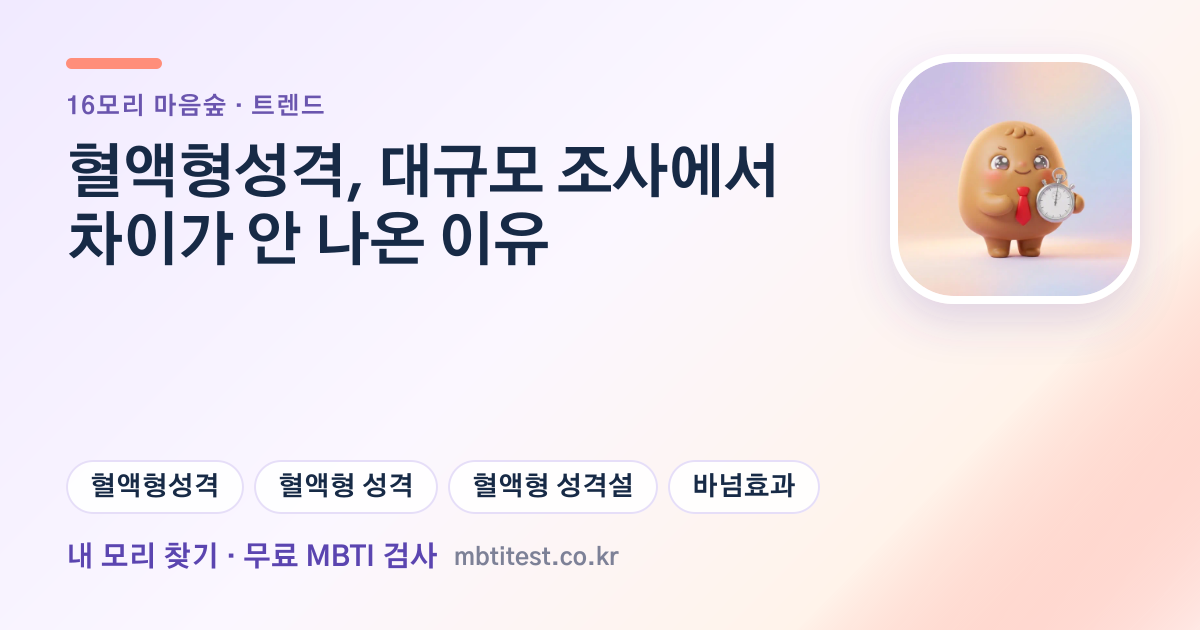 16모리 마음숲 · 트렌드
혈액형성격, 대규모 조사에서
차이가 안 나온 이유
혈액형성격
혈액형 성격
혈액형 성격설
바넘효과
내 모리 찾기 · 무료 MBTI 검사 mbtitest.co.kr